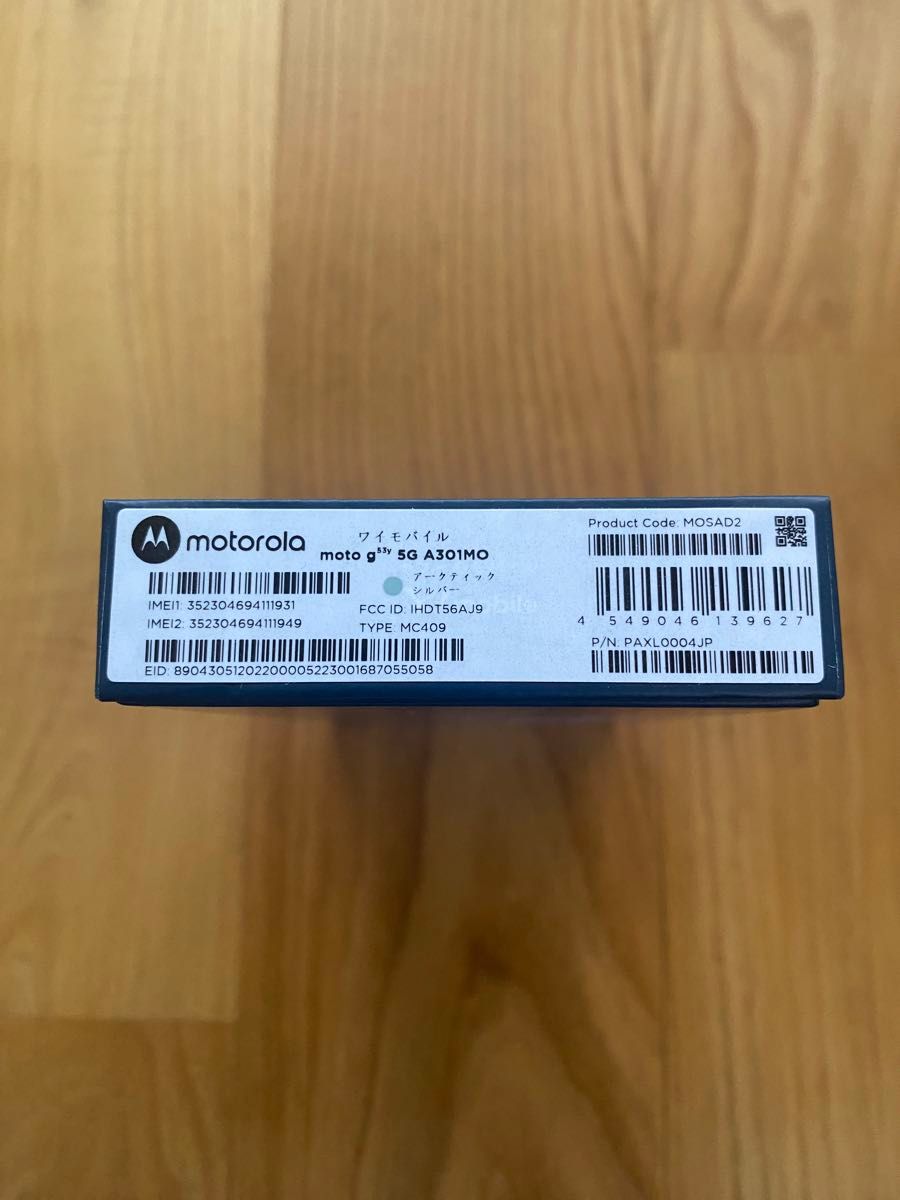 motorola
ワイモバイル
moto g53y 5G A301MO
アークティック
シルバー
IMEI1: 352304694111931
IMEI2: 352304694111949
FCC ID: IHDT56AJ9
TYPE: MC409
EID: 89043051202200005223001687055058
Product Code: MOSAD2
4 549046 139627
P/N. PAXL0004JP